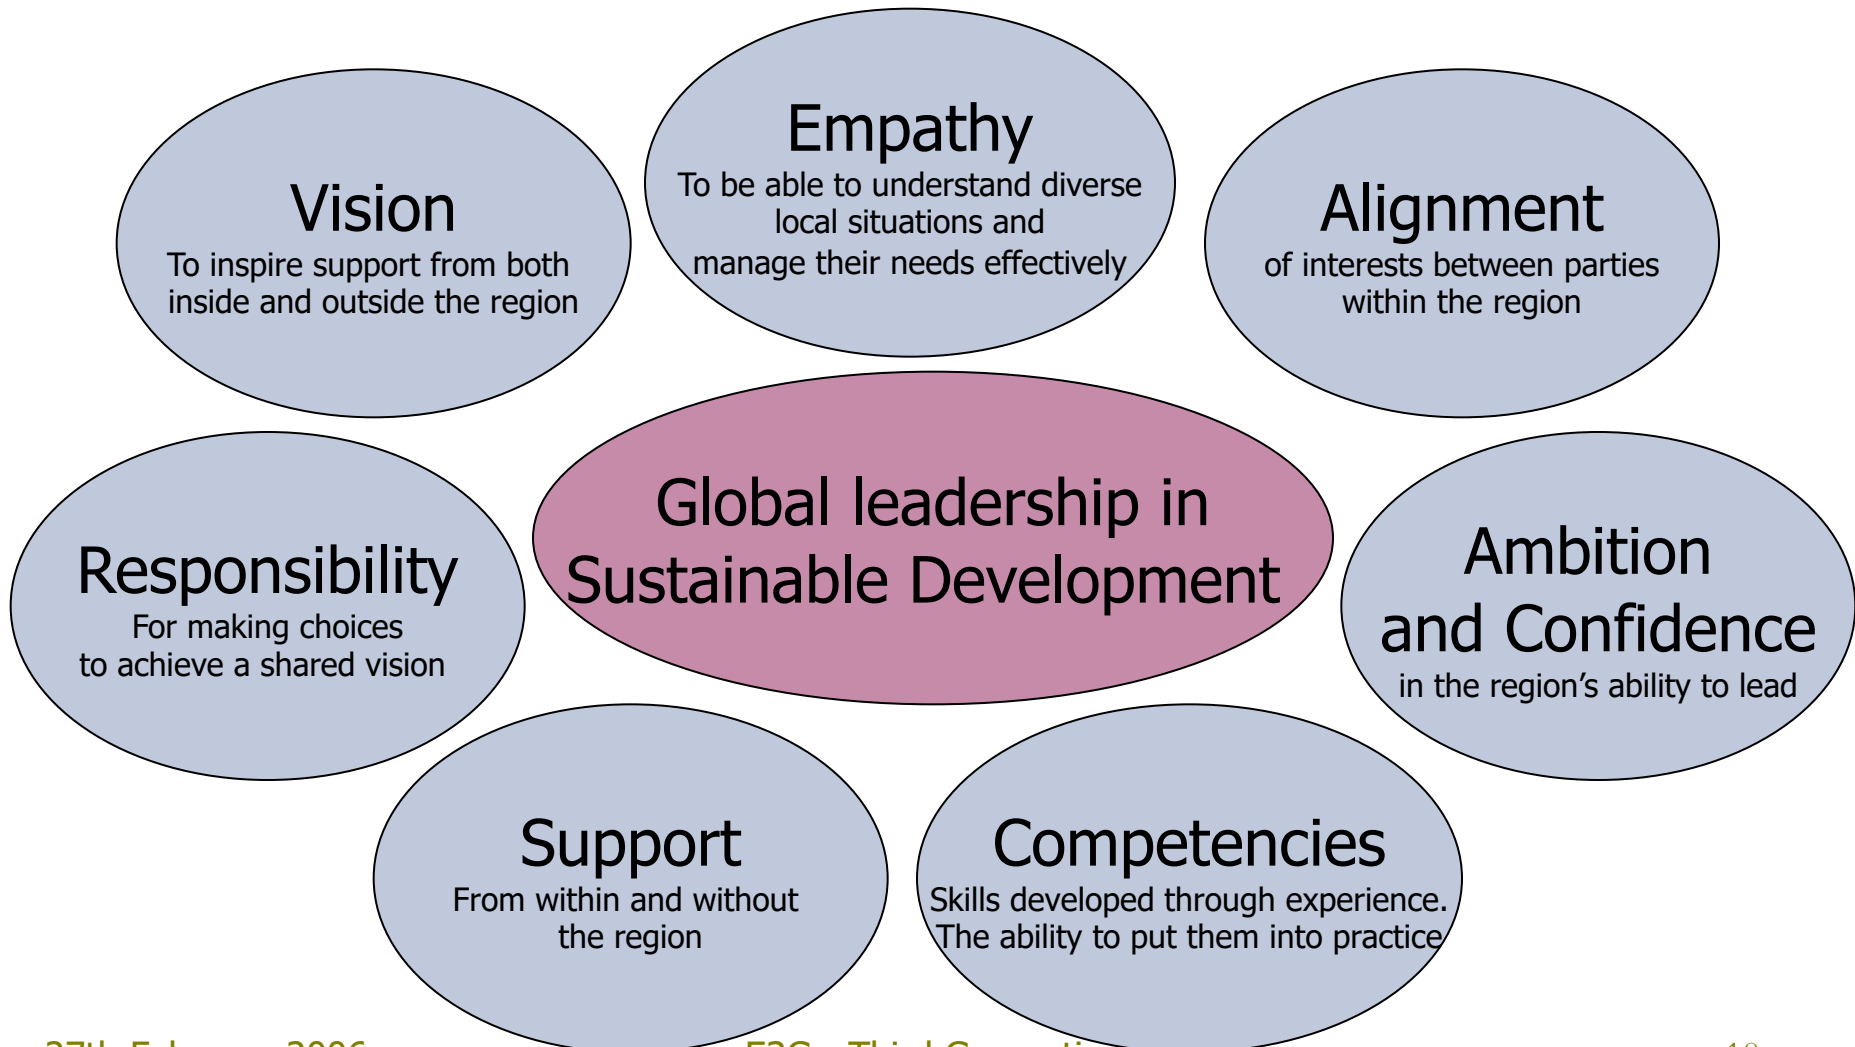 Empathy
To be able to understand diverse
local situations and
manage their needs effectively
Vision
To inspire support from both
inside and outside the region
Alignment
of interests between parties
within the region
Global leadership in
Sustainable Development
Responsibility
For making choices
to achieve a shared vision
Ambition
and Confidence
in the region’s ability to lead
Support
From within and without
the region
Competencies
Skills developed through experience.
The ability to put them into practice